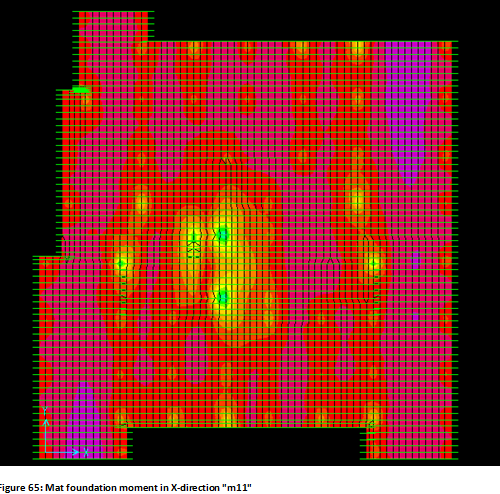 Y
X
Figure 65: Mat foundation moment in X-direction "m11"